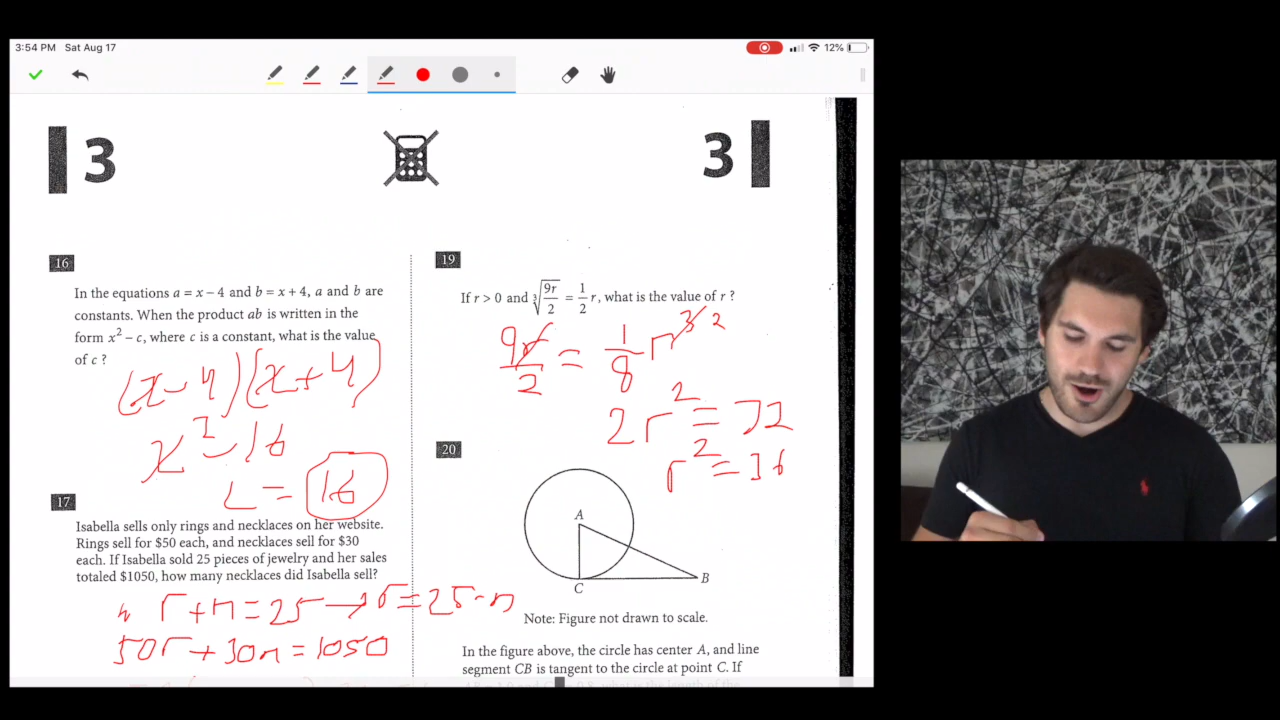 3:54 PM Sat Aug 17
12%
3
3
16
In the equations a = x − 4 and b = x + 4, a and b are
constants. When the product ab is written in the
form x² − c, where c is a constant, what is the value
of c ?
(x − 4)(x + 4)
x² − 16
c = 16
17
Isabella sells only rings and necklaces on her website.
Rings sell for $50 each, and necklaces sell for $30
each. If Isabella sold 25 pieces of jewelry and her sales
totaled $1050, how many necklaces did Isabella sell?
r + n = 25 → r = 25 − n
50r + 30n = 1050
19
If r > 0 and ∛(9r/2) = 1/2 r, what is the value of r ?
9r/2 = 1/8 r³ 2
2r² = 72
r² = 36
20
A
B
C
Note: Figure not drawn to scale.
In the figure above, the circle has center A, and line
segment CB is tangent to the circle at point C. If